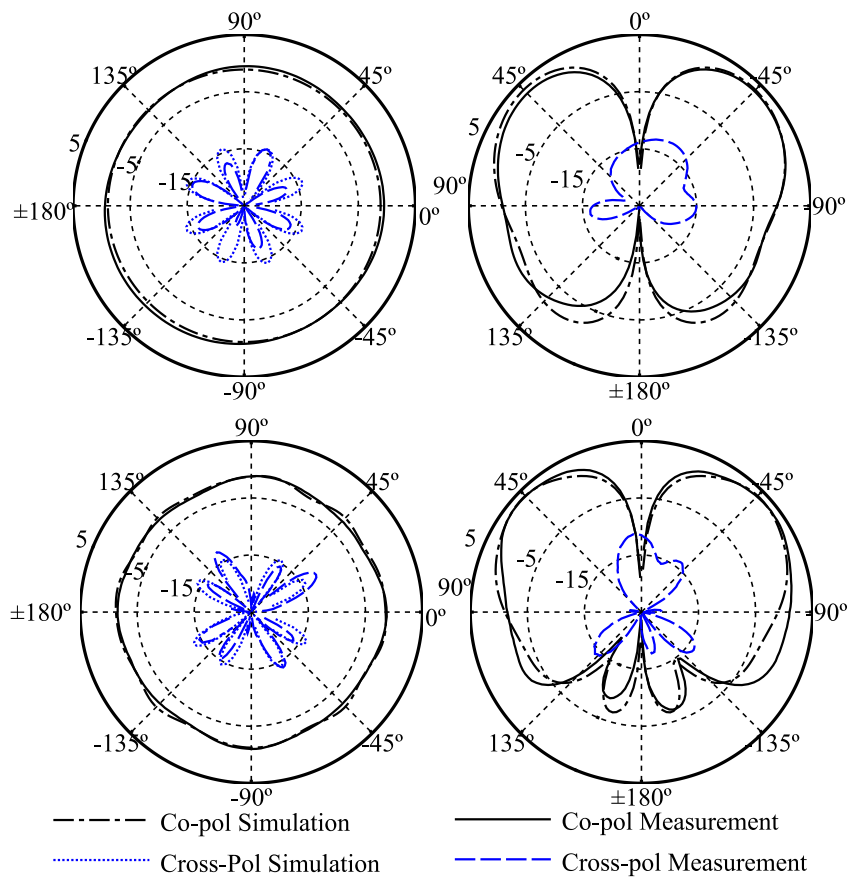 90º
0º
135º
45º
45º
-45º
5
-5
-15
-5
-15
±180º
0º
90º
-90º
-135º
-45º
135º
-135º
-90º
±180º
90º
0º
135º
45º
45º
-45º
5
-5
-15
5
-5
-15
±180º
0º
90º
-90º
-135º
-45º
135º
-135º
-90º
±180º
Co-pol Simulation
Co-pol Measurement
Cross-Pol Simulation
Cross-pol Measurement